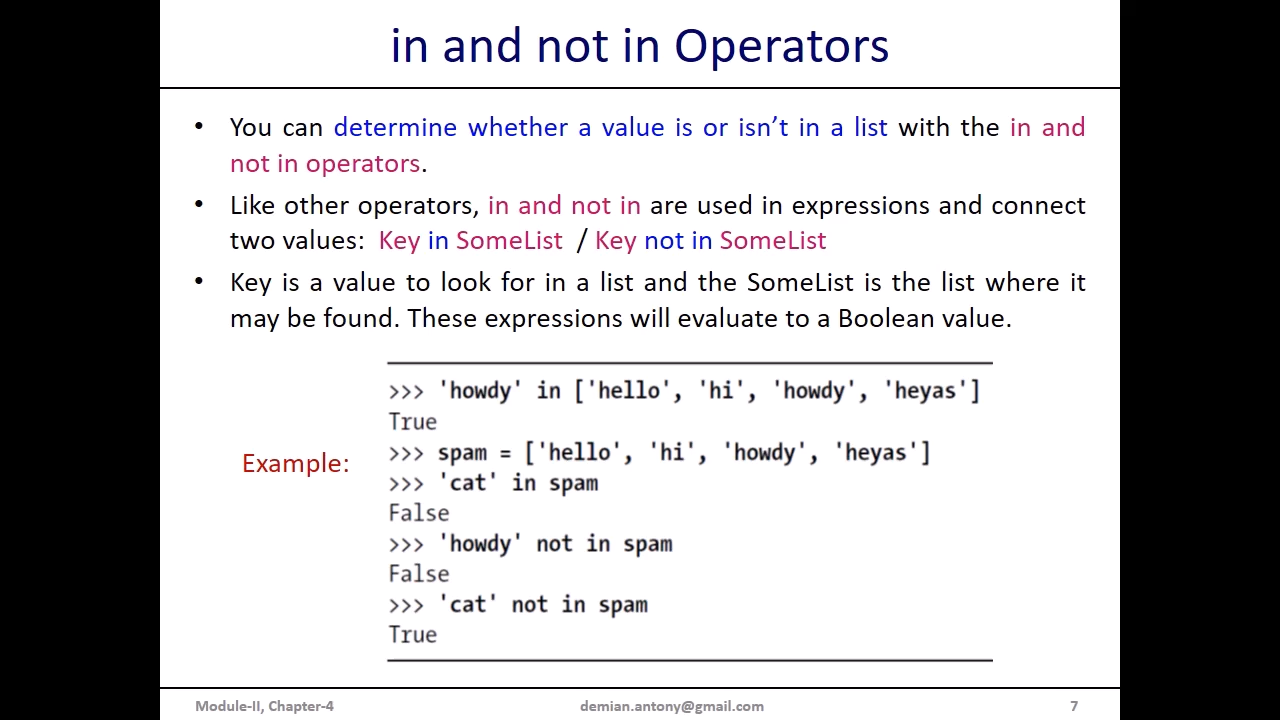 in and not in Operators
• You can determine whether a value is or isn’t in a list with the in and
not in operators.
• Like other operators, in and not in are used in expressions and connect
two values: Key in SomeList / Key not in SomeList
• Key is a value to look for in a list and the SomeList is the list where it
may be found. These expressions will evaluate to a Boolean value.
Example:
>>> 'howdy' in ['hello', 'hi', 'howdy', 'heyas']
True
>>> spam = ['hello', 'hi', 'howdy', 'heyas']
>>> 'cat' in spam
False
>>> 'howdy' not in spam
False
>>> 'cat' not in spam
True
Module-II, Chapter-4 demian.antony@gmail.com 7